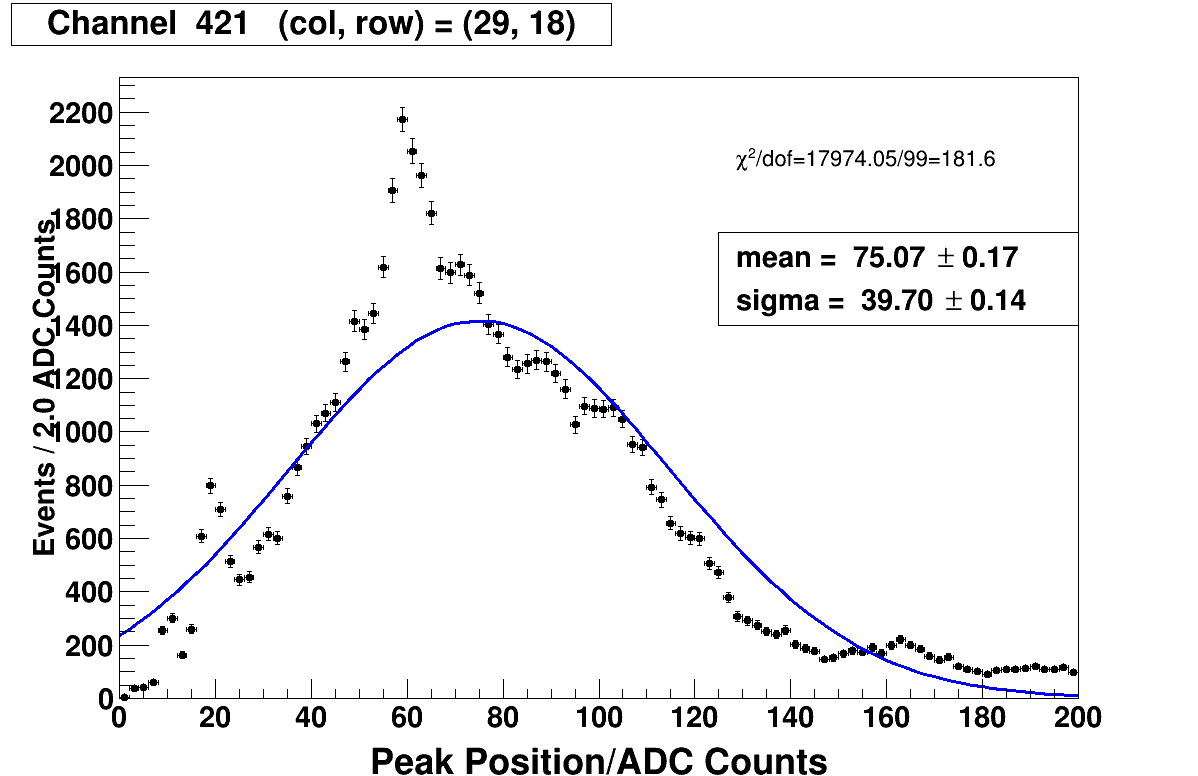 Channel 421 (col, row) = (29, 18)
χ²/dof=17974.05/99=181.6
mean = 75.07 ± 0.17
sigma = 39.70 ± 0.14
Events / 2.0 ADC Counts
2200
2000
1800
1600
1400
1200
1000
800
600
400
200
0
0 20 40 60 80 100 120 140 160 180 200
Peak Position/ADC Counts